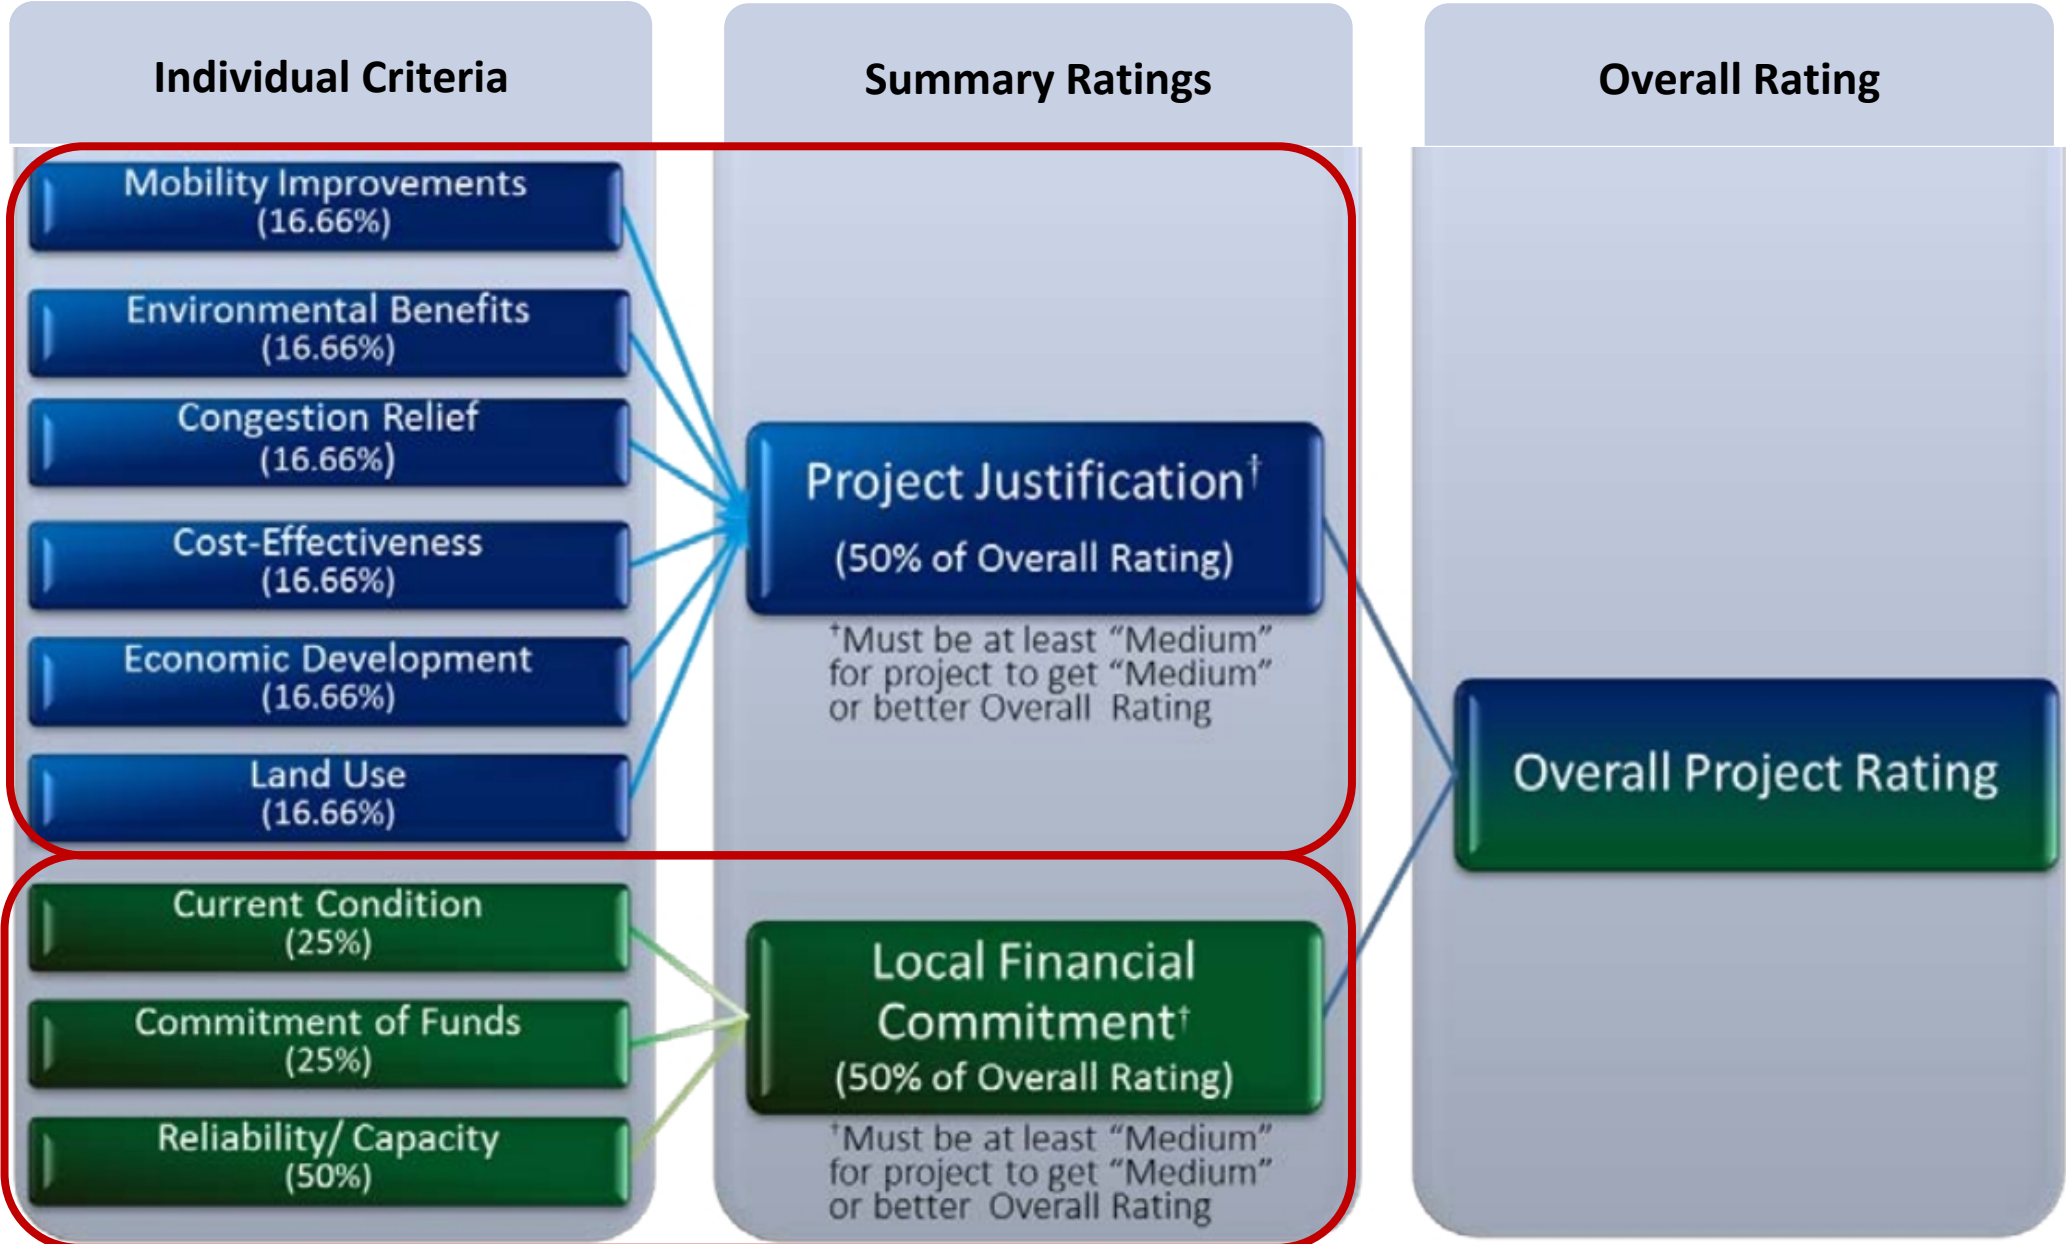 Individual Criteria
Summary Ratings
Overall Rating
Mobility Improvements
(16.66%)
Environmental Benefits
(16.66%)
Congestion Relief
(16.66%)
Cost-Effectiveness
(16.66%)
Economic Development
(16.66%)
Land Use
(16.66%)
Current Condition
(25%)
Commitment of Funds
(25%)
Reliability/ Capacity
(50%)
Project Justification†
(50% of Overall Rating)
†Must be at least “Medium”
for project to get “Medium”
or better Overall Rating
Local Financial
Commitment†
(50% of Overall Rating)
†Must be at least “Medium”
for project to get “Medium”
or better Overall Rating
Overall Project Rating